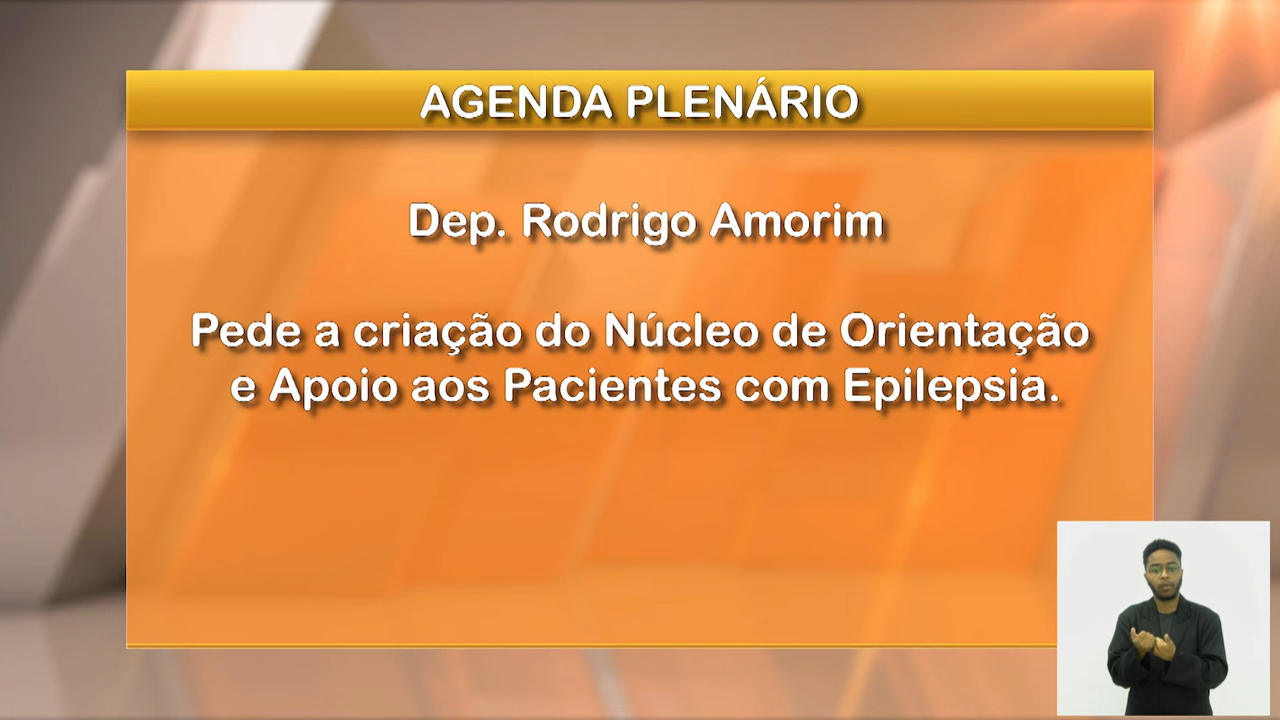 AGENDA PLENÁRIO
Dep. Rodrigo Amorim
Pede a criação do Núcleo de Orientação
e Apoio aos Pacientes com Epilepsia.